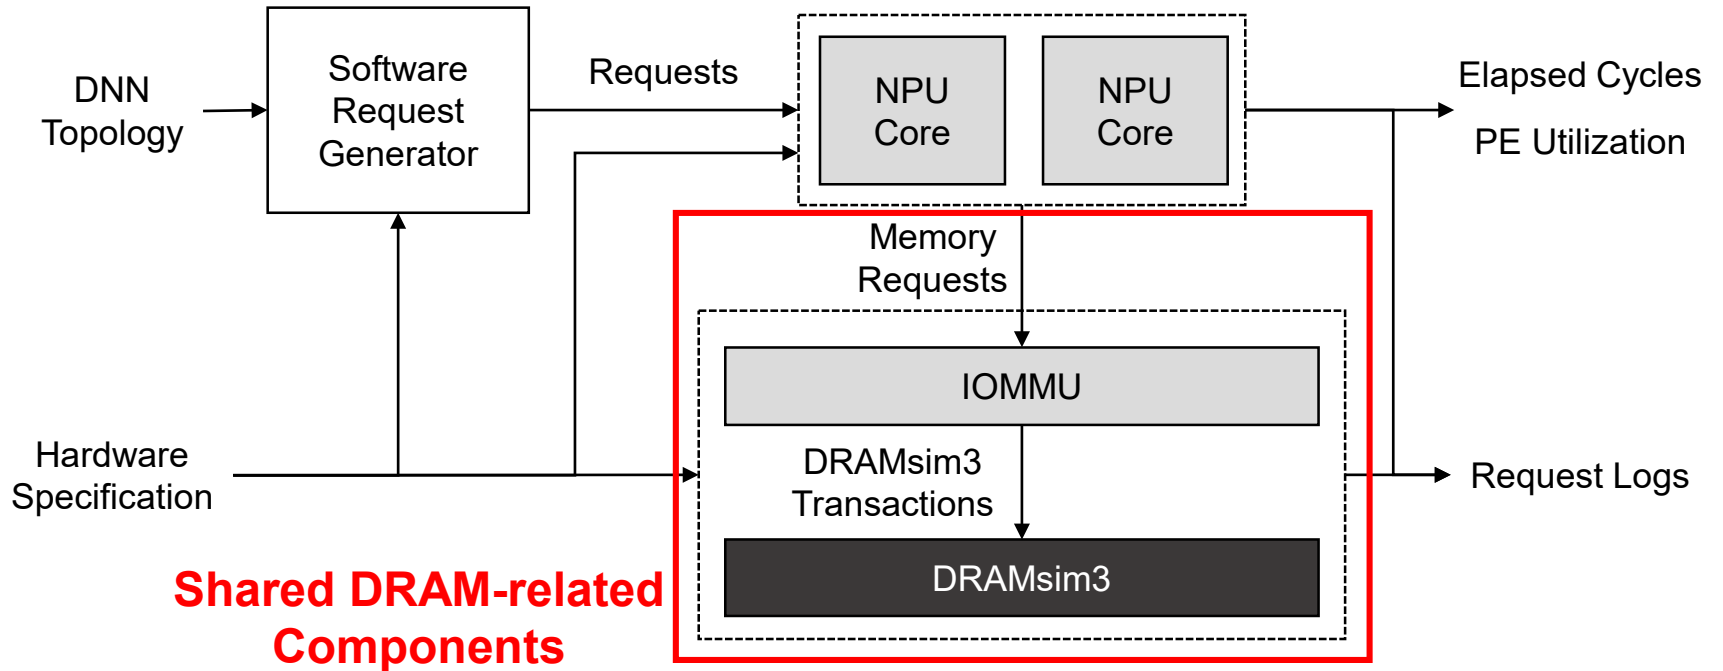 DNN
Topology
Software
Request
Generator
Requests
NPU
Core
NPU
Core
Elapsed Cycles
PE Utilization
Memory
Requests
IOMMU
Hardware
Specification
DRAMsim3
Transactions
Request Logs
DRAMsim3
Shared DRAM-related
Components